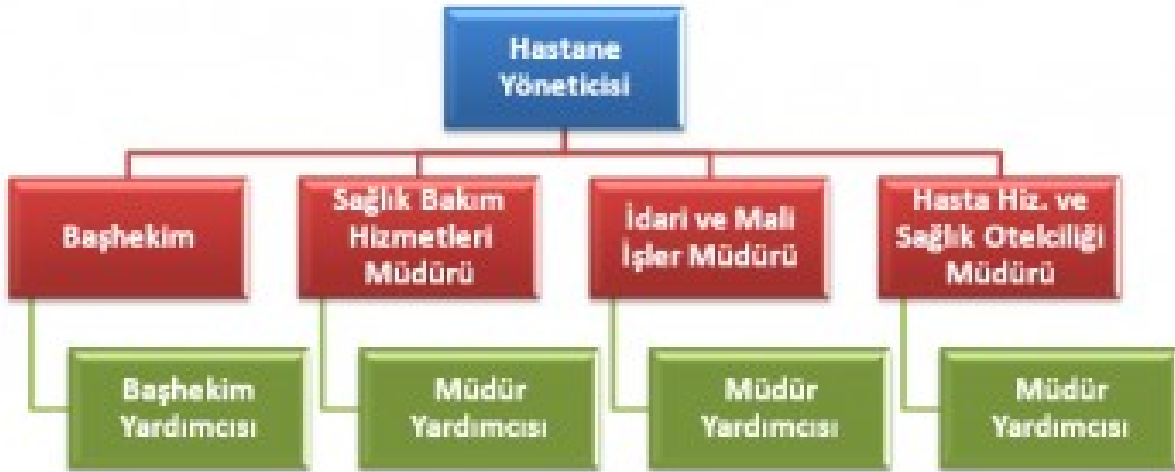 Hastane
Yöneticisi
Başhekim
Sağlık Bakım
Hizmetleri
Müdürü
İdari ve Mali
İşler Müdürü
Hasta Hiz. ve
Sağlık Otelciliği
Müdürü
Başhekim
Yardımcısı
Müdür
Yardımcısı
Müdür
Yardımcısı
Müdür
Yardımcısı